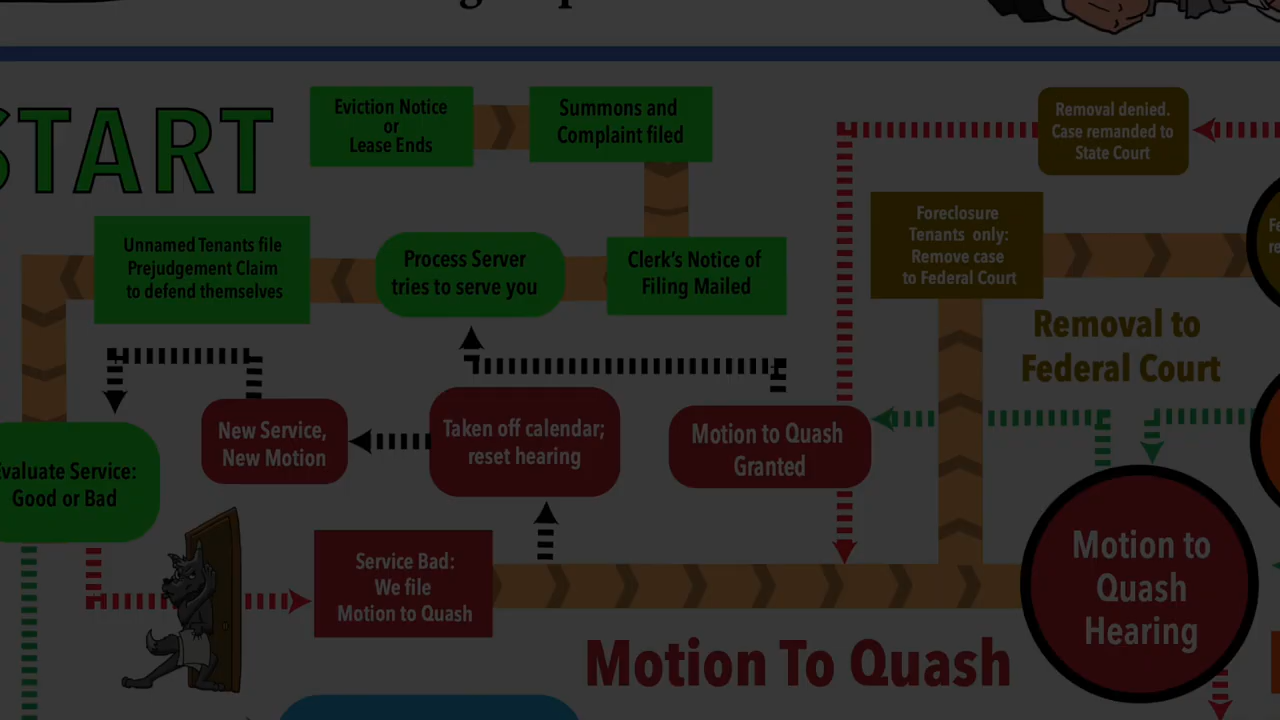 START
Eviction Notice
or
Lease Ends
Summons and
Complaint filed
Removal denied.
Case remanded to
State Court
Unnamed Tenants file
Prejudgement Claim
to defend themselves
Process Server
tries to serve you
Clerk's Notice of
Filing Mailed
Foreclosure
Tenants only:
Remove case
to Federal Court
Removal to
Federal Court
New Service,
New Motion
Taken off calendar;
reset hearing
Motion to Quash
Granted
Evaluate Service:
Good or Bad
Service Bad:
We file
Motion to Quash
Motion to
Quash
Hearing
Motion To Quash